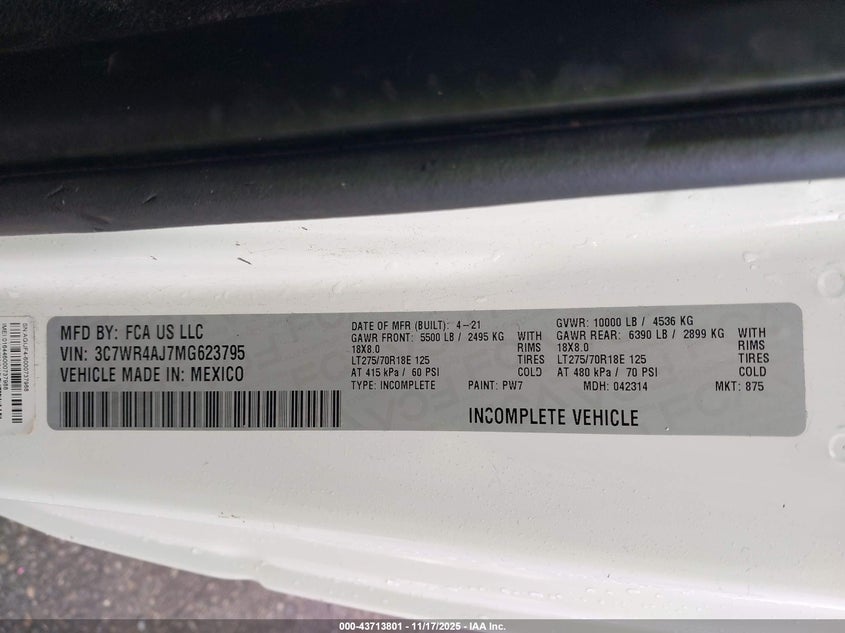 MFD BY: FCA US LLC
VIN: 3C7WR4AJ7MG623795
VEHICLE MADE IN: MEXICO
DATE OF MFR (BUILT): 4-21
GAWR FRONT: 5500 LB / 2495 KG WITH
18X8.0 RIMS
LT275/70R18E 125 TIRES
AT 415 kPa / 60 PSI COLD
TYPE: INCOMPLETE
GVWR: 10000 LB / 4536 KG
GAWR REAR: 6390 LB / 2899 KG WITH
18X8.0 RIMS
LT275/70R18E 125 TIRES
AT 480 kPa / 70 PSI COLD
PAINT: PW7 MDH: 042314 MKT: 875
INCOMPLETE VEHICLE
000-43713801 - 11/17/2025 - IAA Inc.